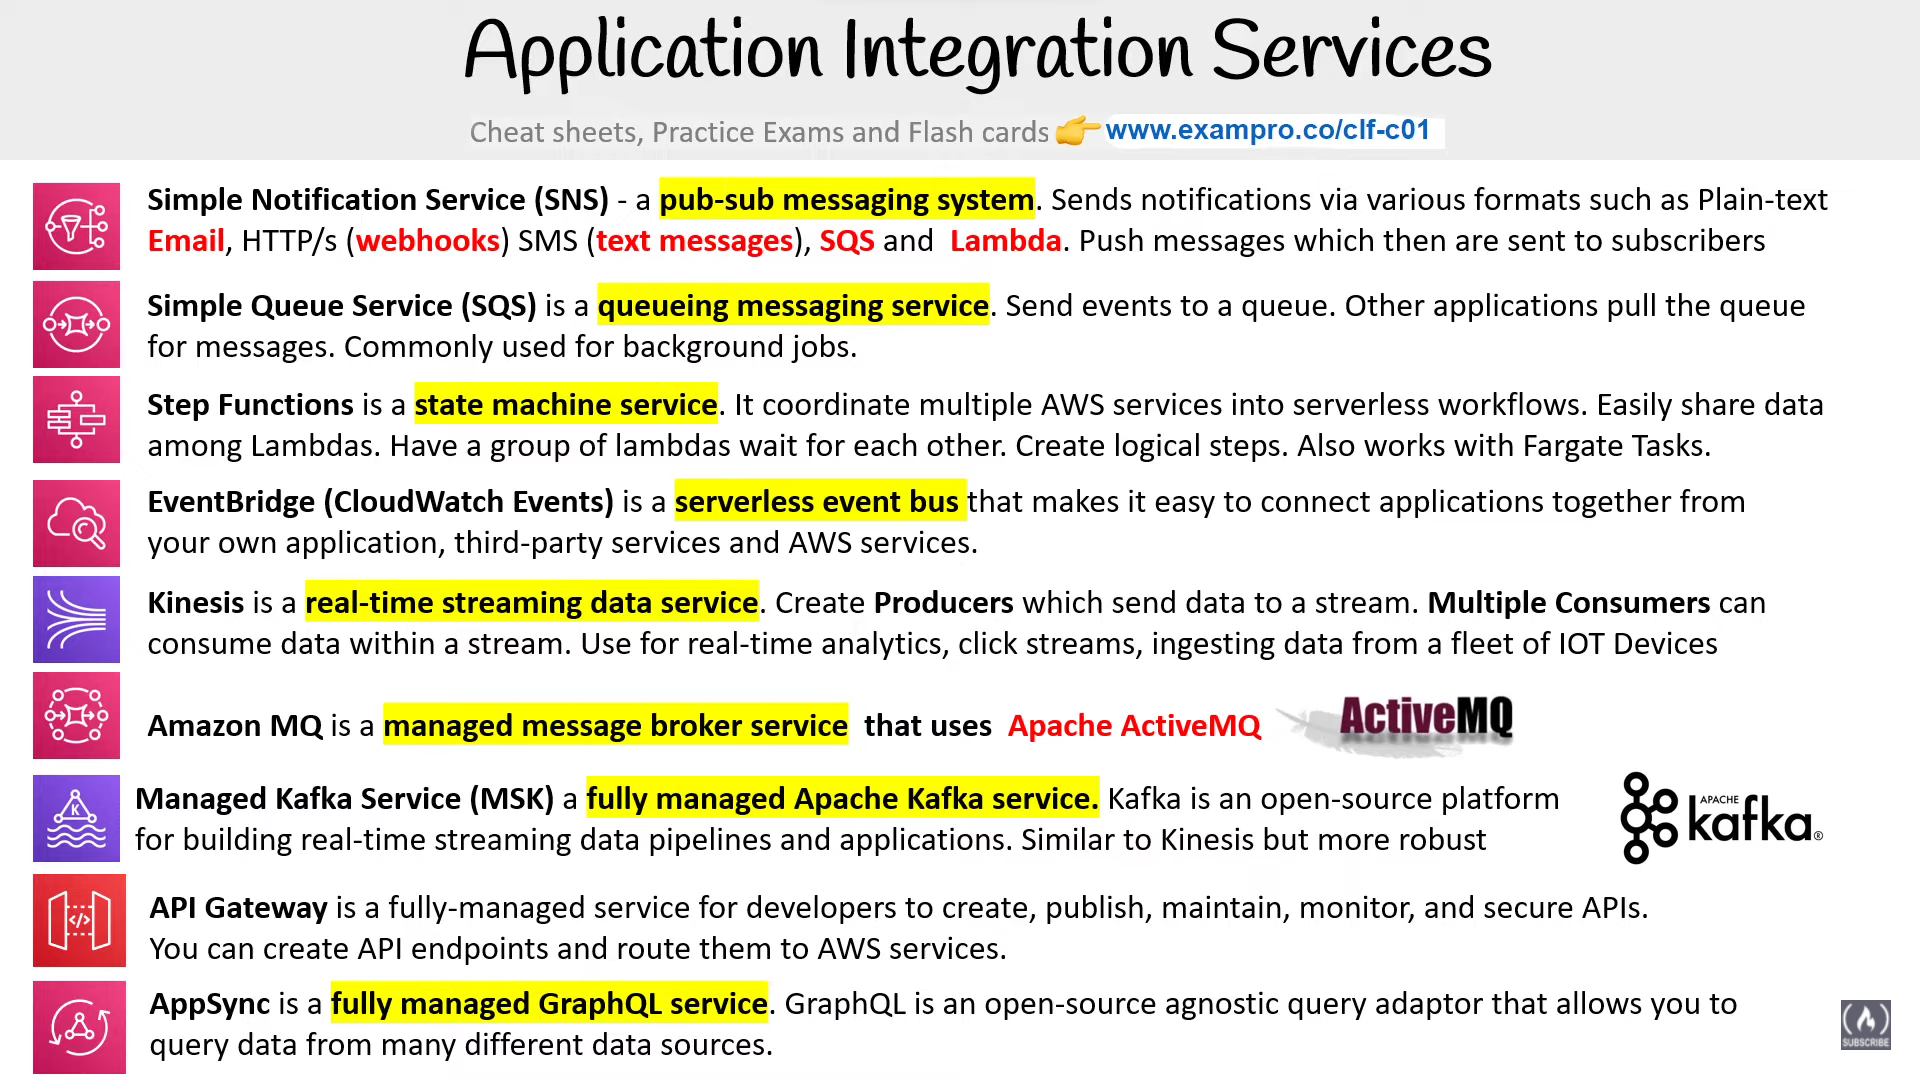 Application Integration Services
Cheat sheets, Practice Exams and Flash cards 👉 www.exampro.co/clf-c01
Simple Notification Service (SNS) - a pub-sub messaging system. Sends notifications via various formats such as Plain-text
Email, HTTP/s (webhooks) SMS (text messages), SQS and Lambda. Push messages which then are sent to subscribers
Simple Queue Service (SQS) is a queueing messaging service. Send events to a queue. Other applications pull the queue
for messages. Commonly used for background jobs.
Step Functions is a state machine service. It coordinate multiple AWS services into serverless workflows. Easily share data
among Lambdas. Have a group of lambdas wait for each other. Create logical steps. Also works with Fargate Tasks.
EventBridge (CloudWatch Events) is a serverless event bus that makes it easy to connect applications together from
your own application, third-party services and AWS services.
Kinesis is a real-time streaming data service. Create Producers which send data to a stream. Multiple Consumers can
consume data within a stream. Use for real-time analytics, click streams, ingesting data from a fleet of IOT Devices
Amazon MQ is a managed message broker service that uses Apache ActiveMQ
ActiveMQ
K
Managed Kafka Service (MSK) a fully managed Apache Kafka service. Kafka is an open-source platform
for building real-time streaming data pipelines and applications. Similar to Kinesis but more robust
APACHE
kafka®
</>
API Gateway is a fully-managed service for developers to create, publish, maintain, monitor, and secure APIs.
You can create API endpoints and route them to AWS services.
AppSync is a fully managed GraphQL service. GraphQL is an open-source agnostic query adaptor that allows you to
query data from many different data sources.
SUBSCRIBE